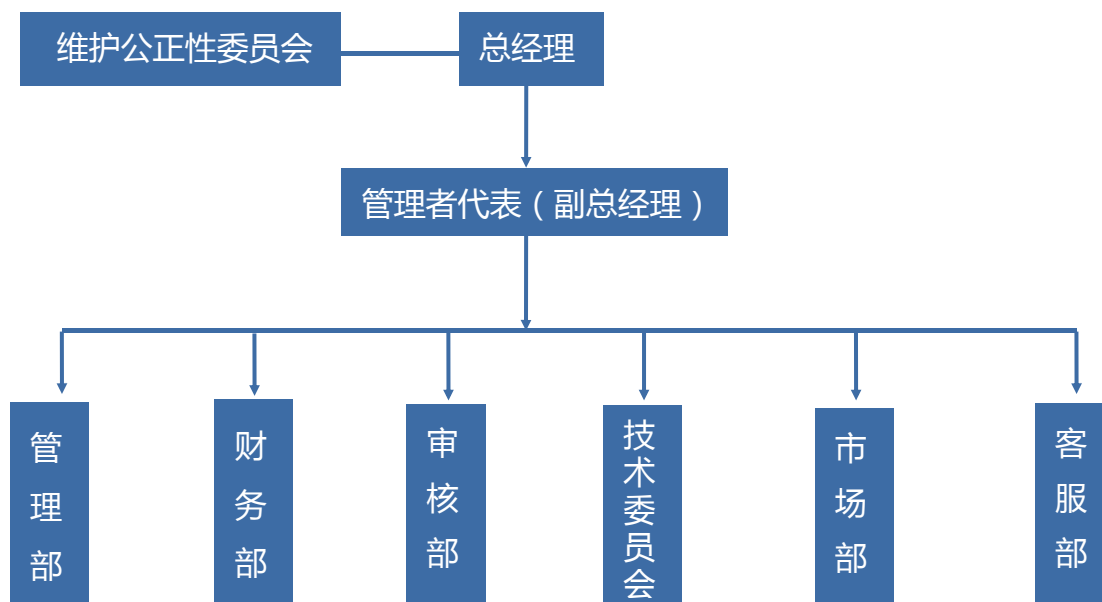 维护公正性委员会
总经理
管理者代表（副总经理）
管理部
财务部
审核部
技术委员会
市场部
客服部